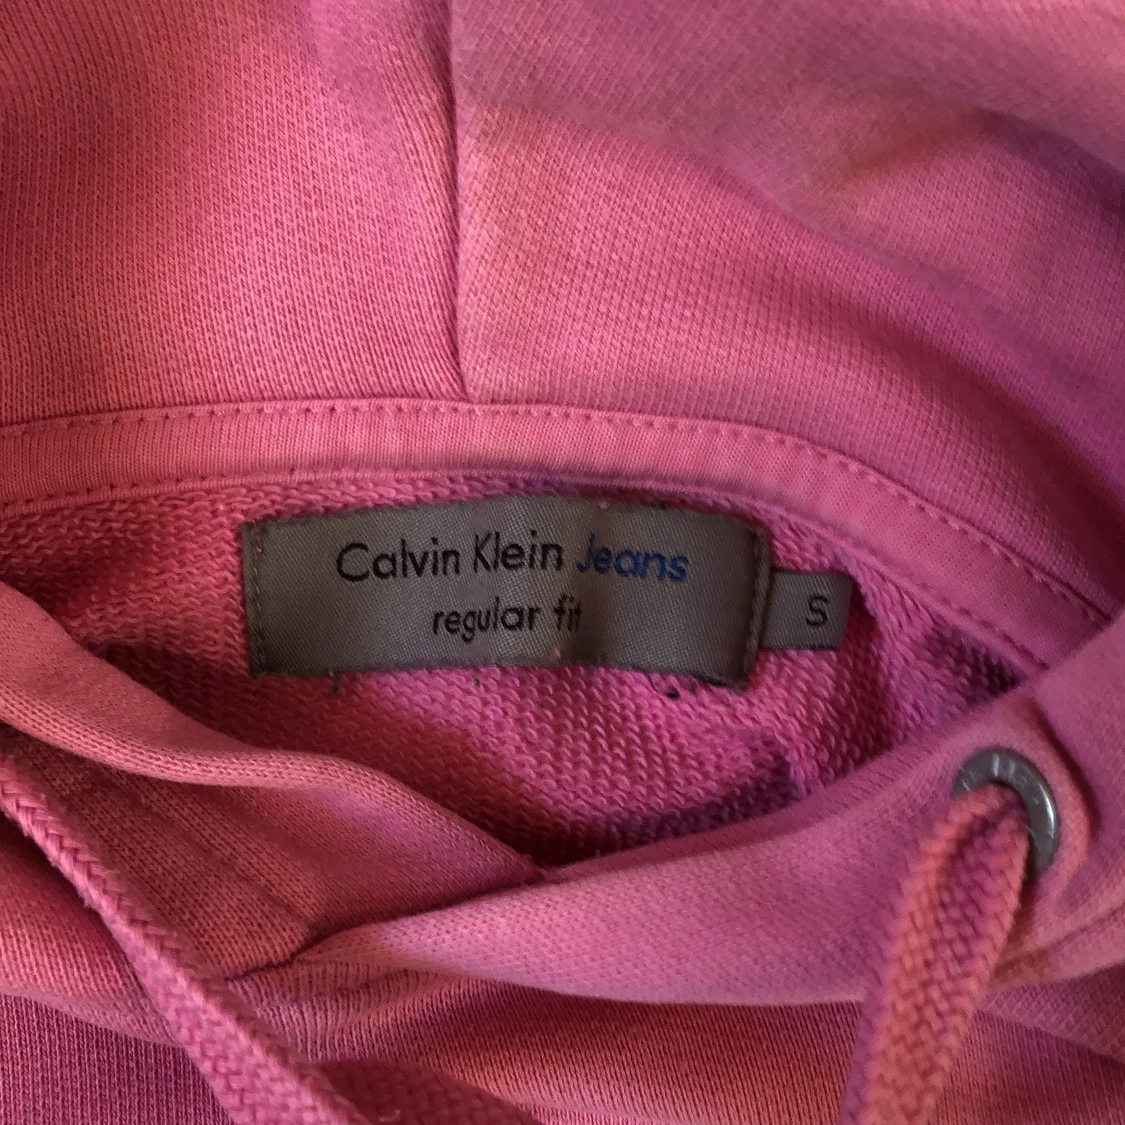 Calvin Klein Jeans
regular fit
S